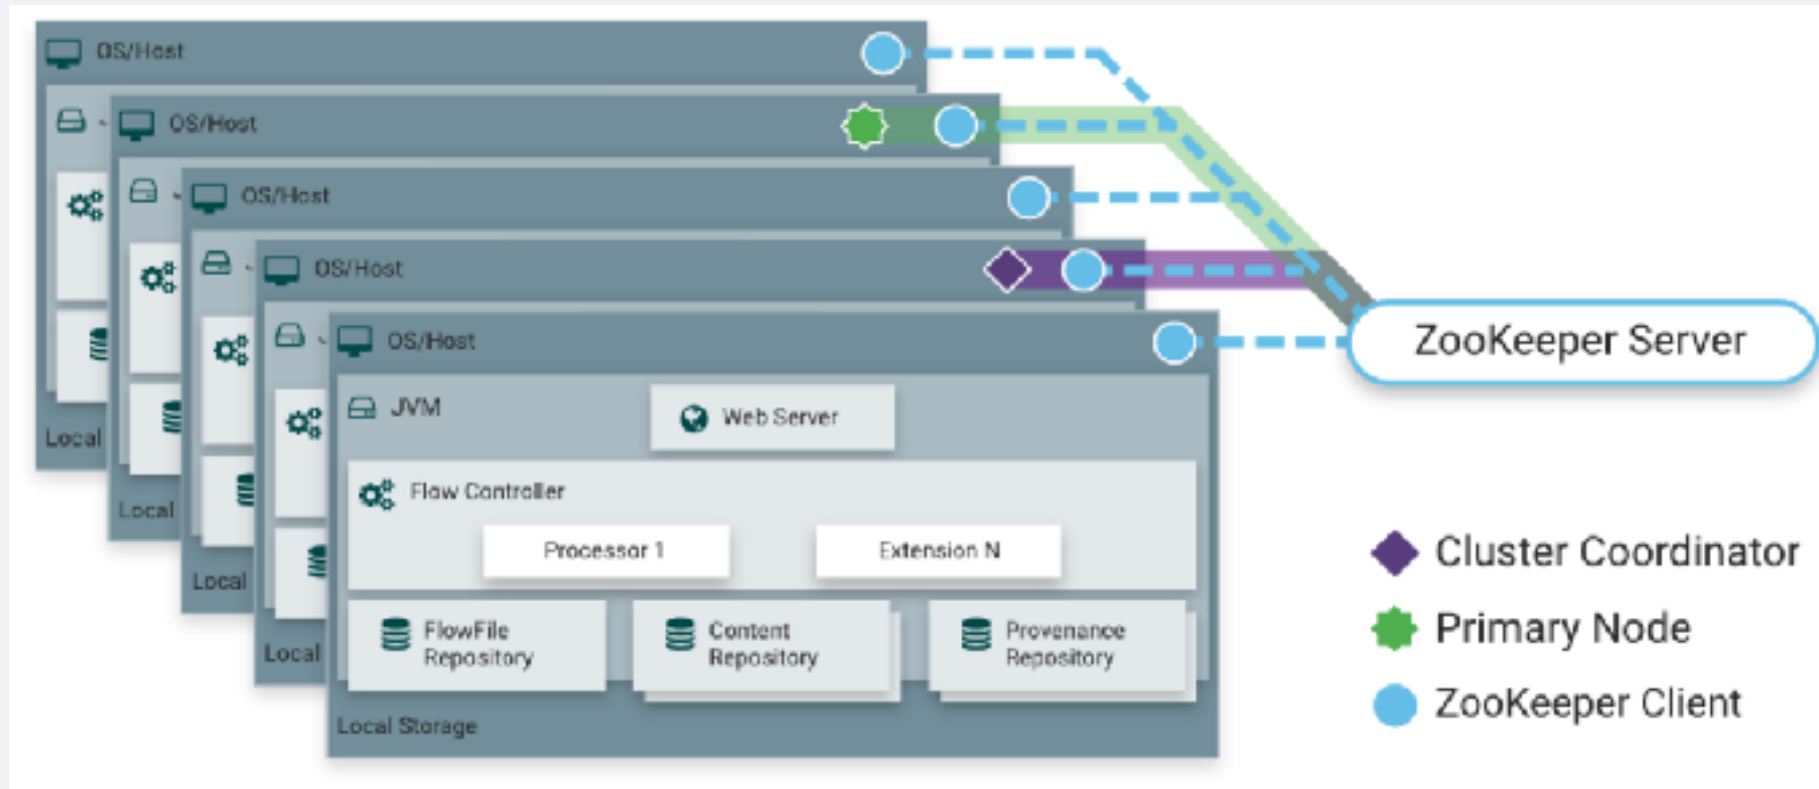 OS/Host
OS/Host
OS/Host
OS/Host
OS/Host
JVM
Web Server
Flow Controller
Processor 1
Extension N
FlowFile
Repository
Content
Repository
Provenance
Repository
Local Storage
Local
Local
Local
Local
ZooKeeper Server
Cluster Coordinator
Primary Node
ZooKeeper Client